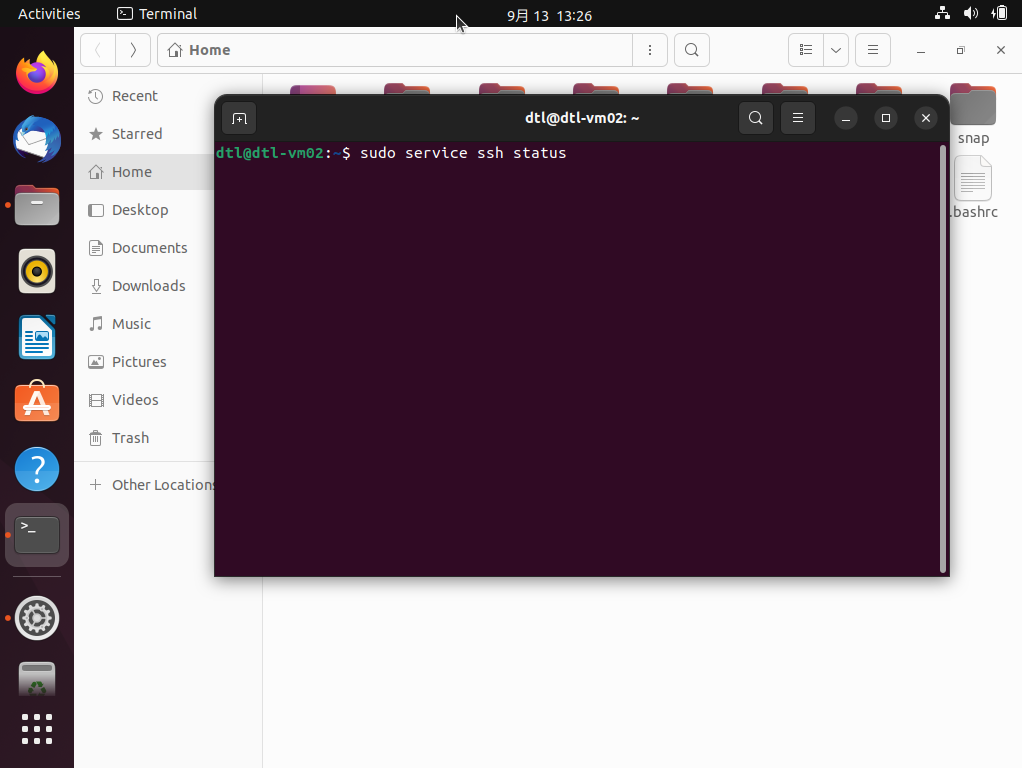 Activities
Terminal
9月 13 13:26
Home
Recent
Starred
Home
Desktop
Documents
Downloads
Music
Pictures
Videos
Trash
Other Locations
dtl@dtl-vm02: ~
dtl@dtl-vm02:~$ sudo service ssh status
snap
.bashrc